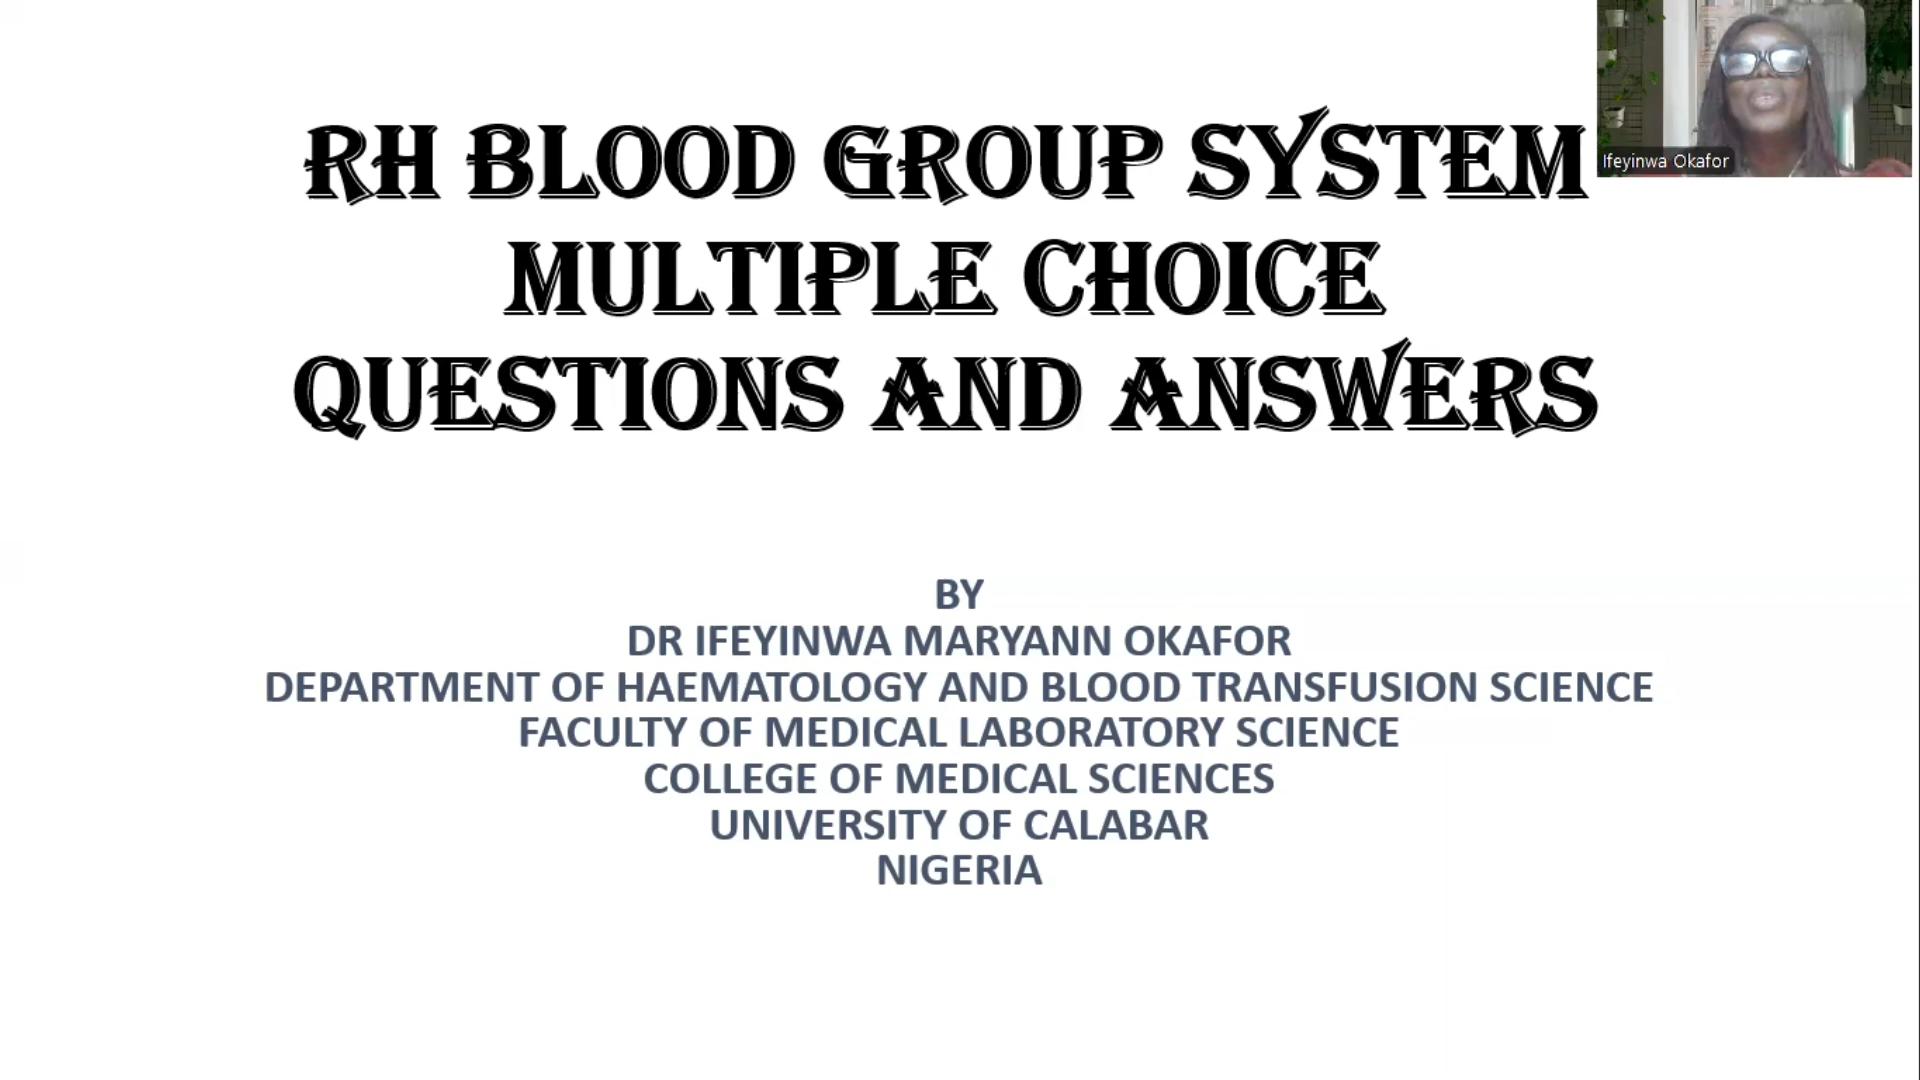 RH BLOOD GROUP SYSTEM
MULTIPLE CHOICE
QUESTIONS AND ANSWERS
Ifeyinwa Okafor
BY
DR IFEYINWA MARYANN OKAFOR
DEPARTMENT OF HAEMATOLOGY AND BLOOD TRANSFUSION SCIENCE
FACULTY OF MEDICAL LABORATORY SCIENCE
COLLEGE OF MEDICAL SCIENCES
UNIVERSITY OF CALABAR
NIGERIA